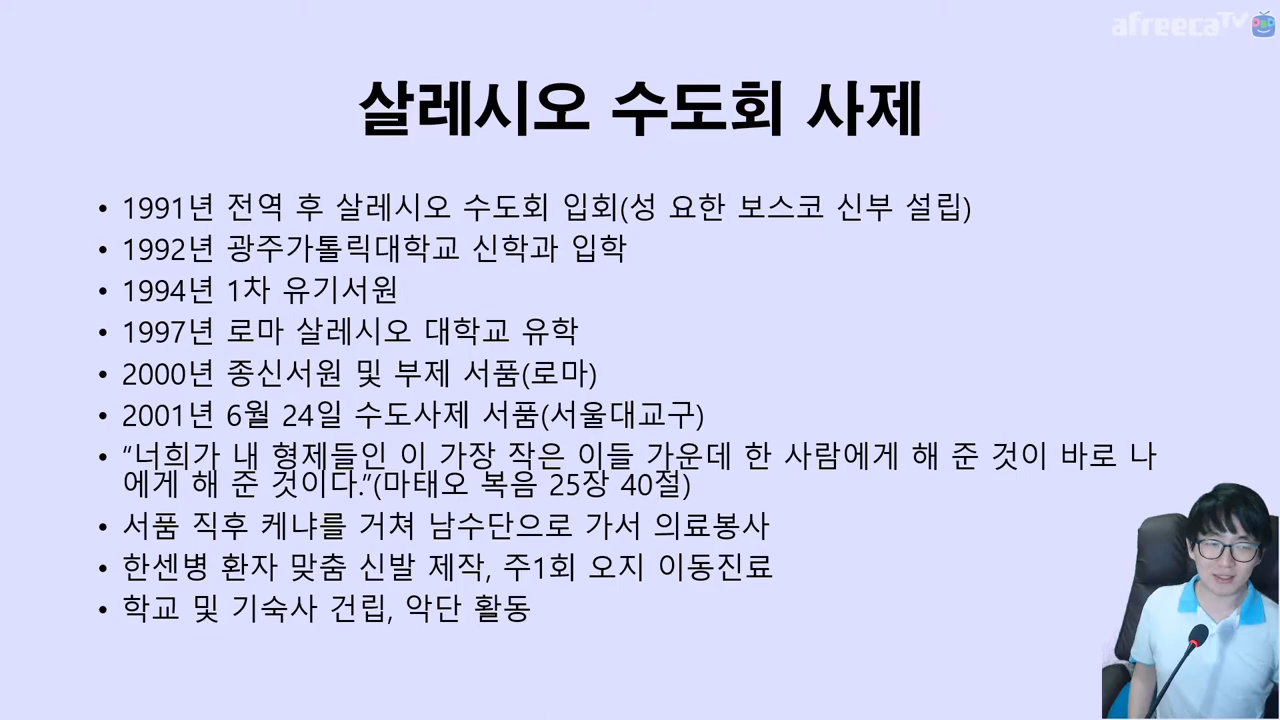 afreecaTV
살레시오 수도회 사제
• 1991년 전역 후 살레시오 수도회 입회(성 요한 보스코 신부 설립)
• 1992년 광주가톨릭대학교 신학과 입학
• 1994년 1차 유기서원
• 1997년 로마 살레시오 대학교 유학
• 2000년 종신서원 및 부제 서품(로마)
• 2001년 6월 24일 수도사제 서품(서울대교구)
• “너희가 내 형제들인 이 가장 작은 이들 가운데 한 사람에게 해 준 것이 바로 나
에게 해 준 것이다.”(마태오 복음 25장 40절)
• 서품 직후 케냐를 거쳐 남수단으로 가서 의료봉사
• 한센병 환자 맞춤 신발 제작, 주1회 오지 이동진료
• 학교 및 기숙사 건립, 악단 활동